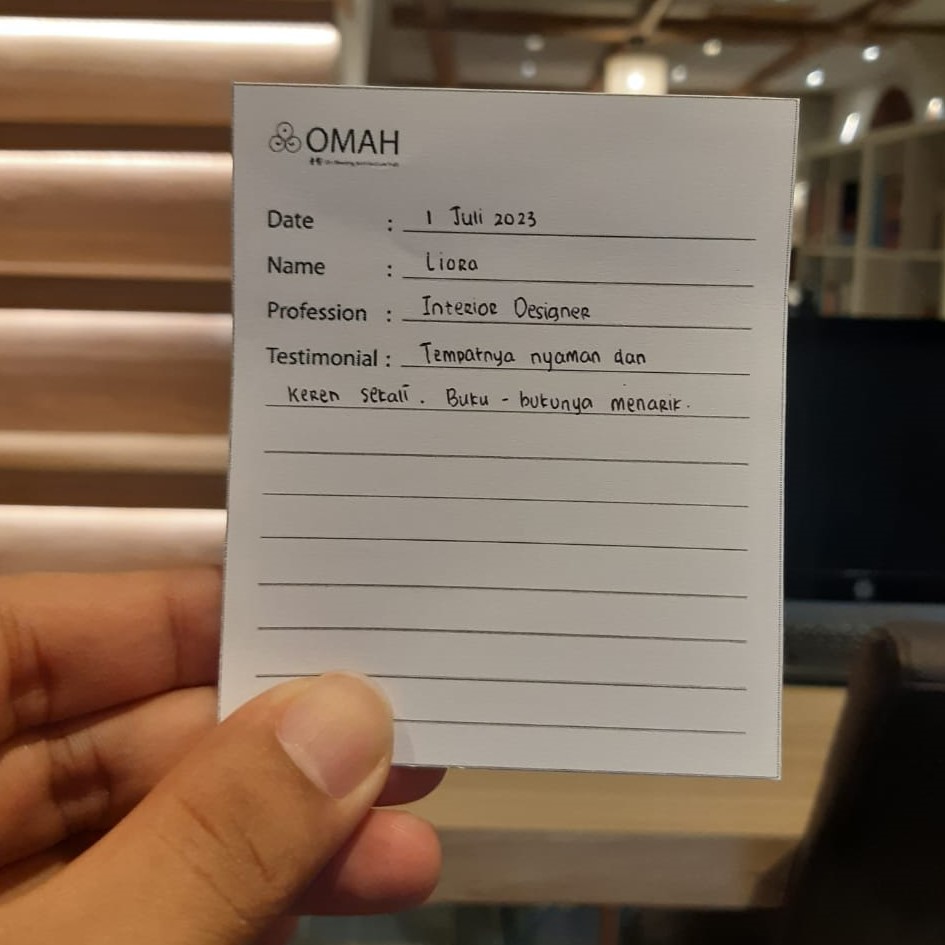 OMAH
Date : 1 Juli 2023
Name : Liora
Profession : Interior Designer
Testimonial : Tempatnya nyaman dan
keren sekali. Buku - bukunya menarik.